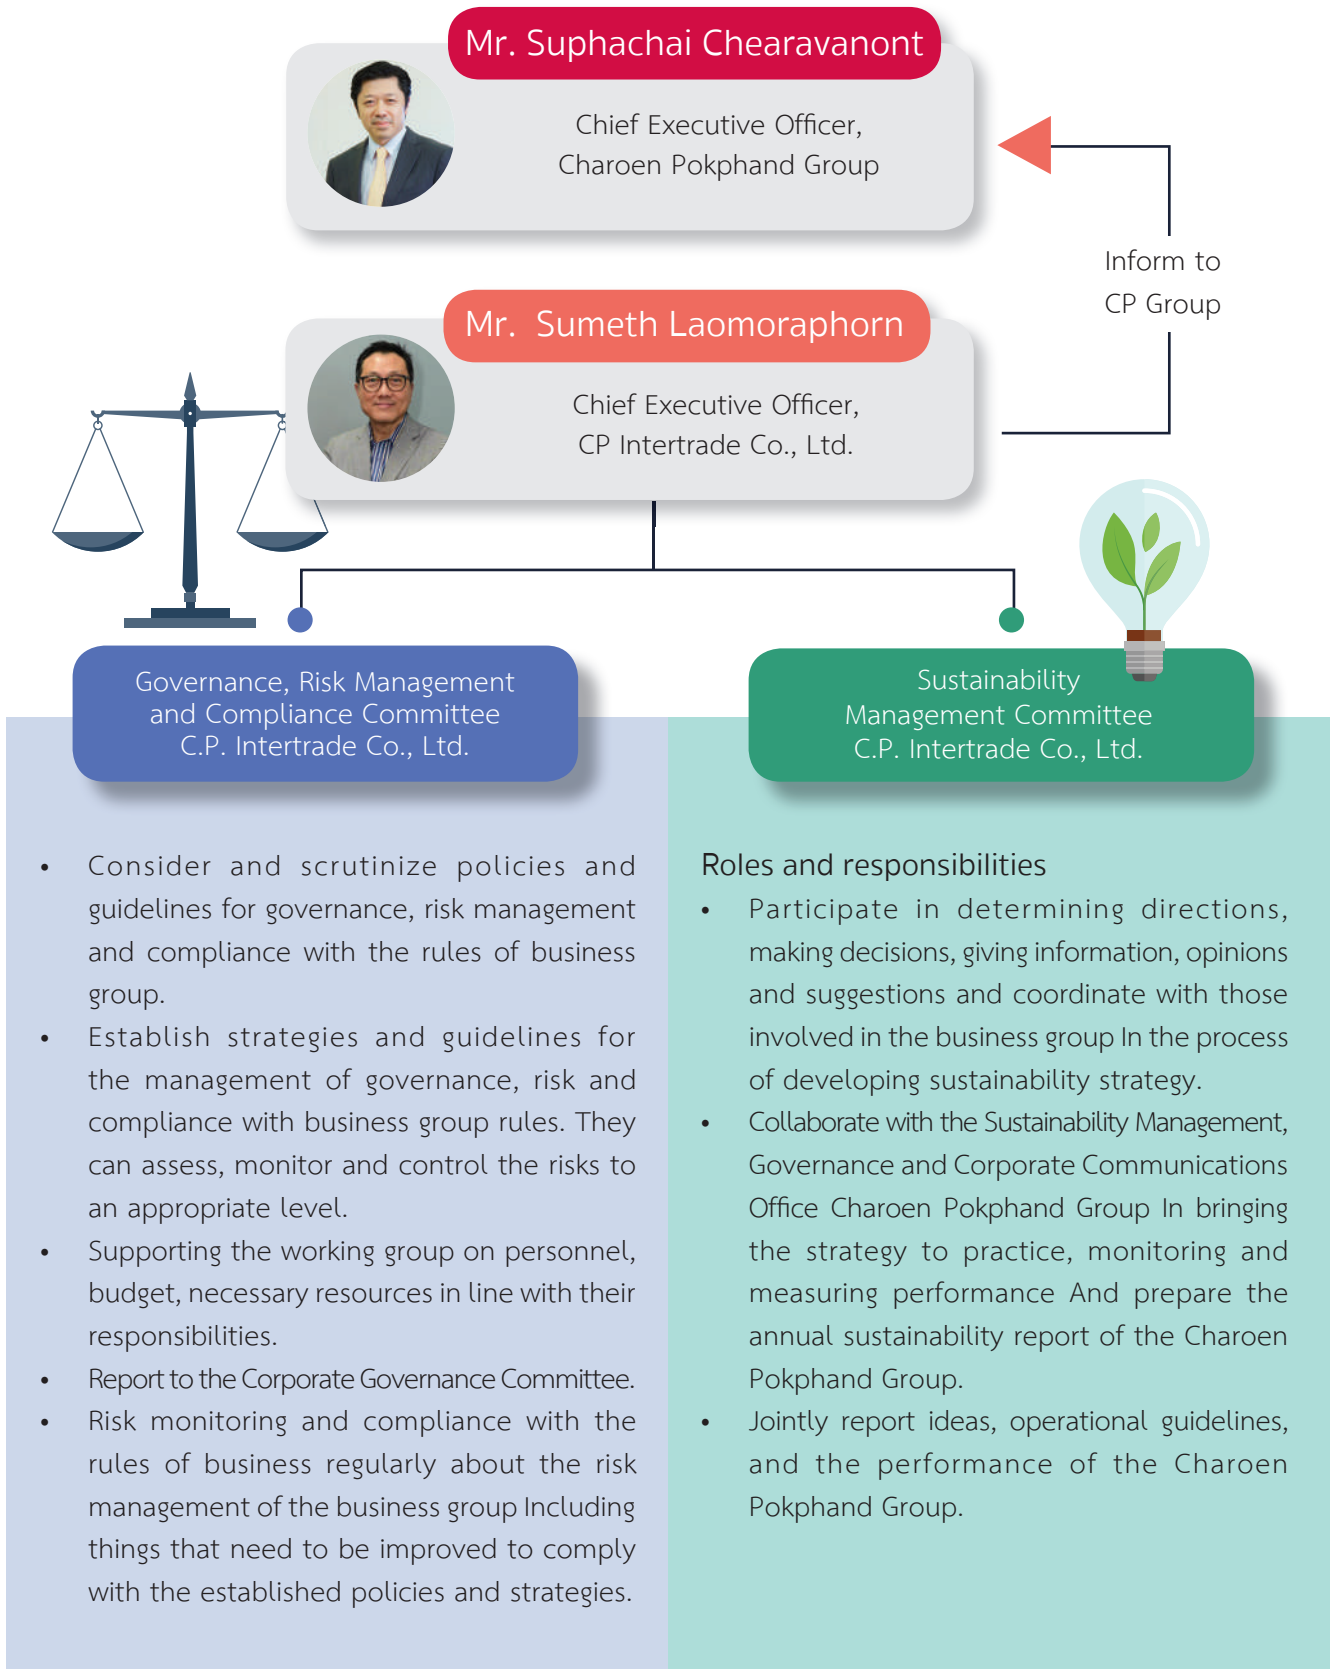 Mr. Suphachai Chearavanont
Chief Executive Officer,
Charoen Pokphand Group
Inform to
CP Group
Mr. Sumeth Laomoraphorn
Chief Executive Officer,
CP Intertrade Co., Ltd.
Governance, Risk Management
and Compliance Committee
C.P. Intertrade Co., Ltd.
• Consider and scrutinize policies and
guidelines for governance, risk management
and compliance with the rules of business
group.
• Establish strategies and guidelines for
the management of governance, risk and
compliance with business group rules. They
can assess, monitor and control the risks to
an appropriate level.
• Supporting the working group on personnel,
budget, necessary resources in line with their
responsibilities.
• Report to the Corporate Governance Committee.
• Risk monitoring and compliance with the
rules of business regularly about the risk
management of the business group Including
things that need to be improved to comply
with the established policies and strategies.
Sustainability
Management Committee
C.P. Intertrade Co., Ltd.
Roles and responsibilities
• Participate in determining directions,
making decisions, giving information, opinions
and suggestions and coordinate with those
involved in the business group In the process
of developing sustainability strategy.
• Collaborate with the Sustainability Management,
Governance and Corporate Communications
Office Charoen Pokphand Group In bringing
the strategy to practice, monitoring and
measuring performance And prepare the
annual sustainability report of the Charoen
Pokphand Group.
• Jointly report ideas, operational guidelines,
and the performance of the Charoen
Pokphand Group.